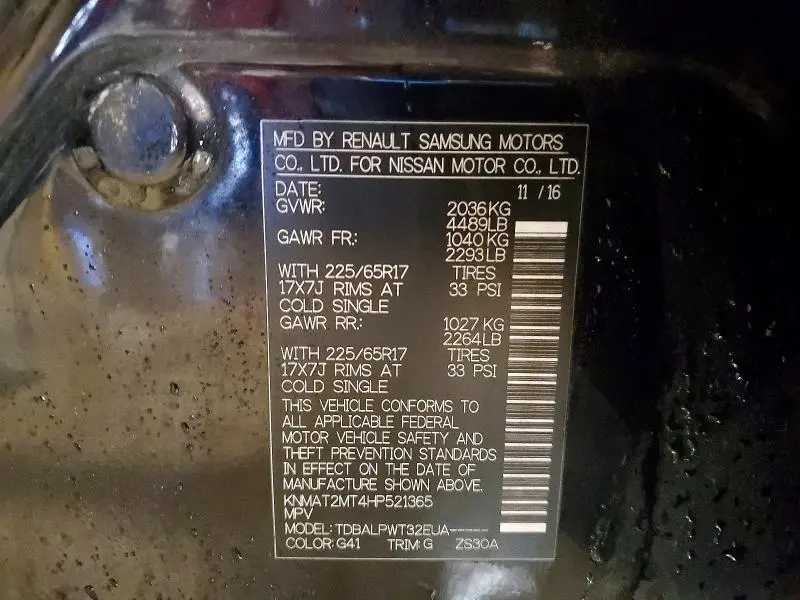 MFD BY RENAULT SAMSUNG MOTORS
CO., LTD. FOR NISSAN MOTOR CO., LTD.
DATE: 11 / 16
GVWR: 2036KG
4489LB
GAWR FR: 1040KG
2293LB
WITH 225/65R17 TIRES
17X7J RIMS AT 33 PSI
COLD SINGLE
GAWR RR: 1027KG
2264LB
WITH 225/65R17 TIRES
17X7J RIMS AT 33 PSI
COLD SINGLE
THIS VEHICLE CONFORMS TO
ALL APPLICABLE FEDERAL
MOTOR VEHICLE SAFETY AND
THEFT PREVENTION STANDARDS
IN EFFECT ON THE DATE OF
MANUFACTURE SHOWN ABOVE.
KNMAT2MT4HP521365
MPV
MODEL: TDBALPWT32EUA-----
COLOR: G41 TRIM: G ZS30A